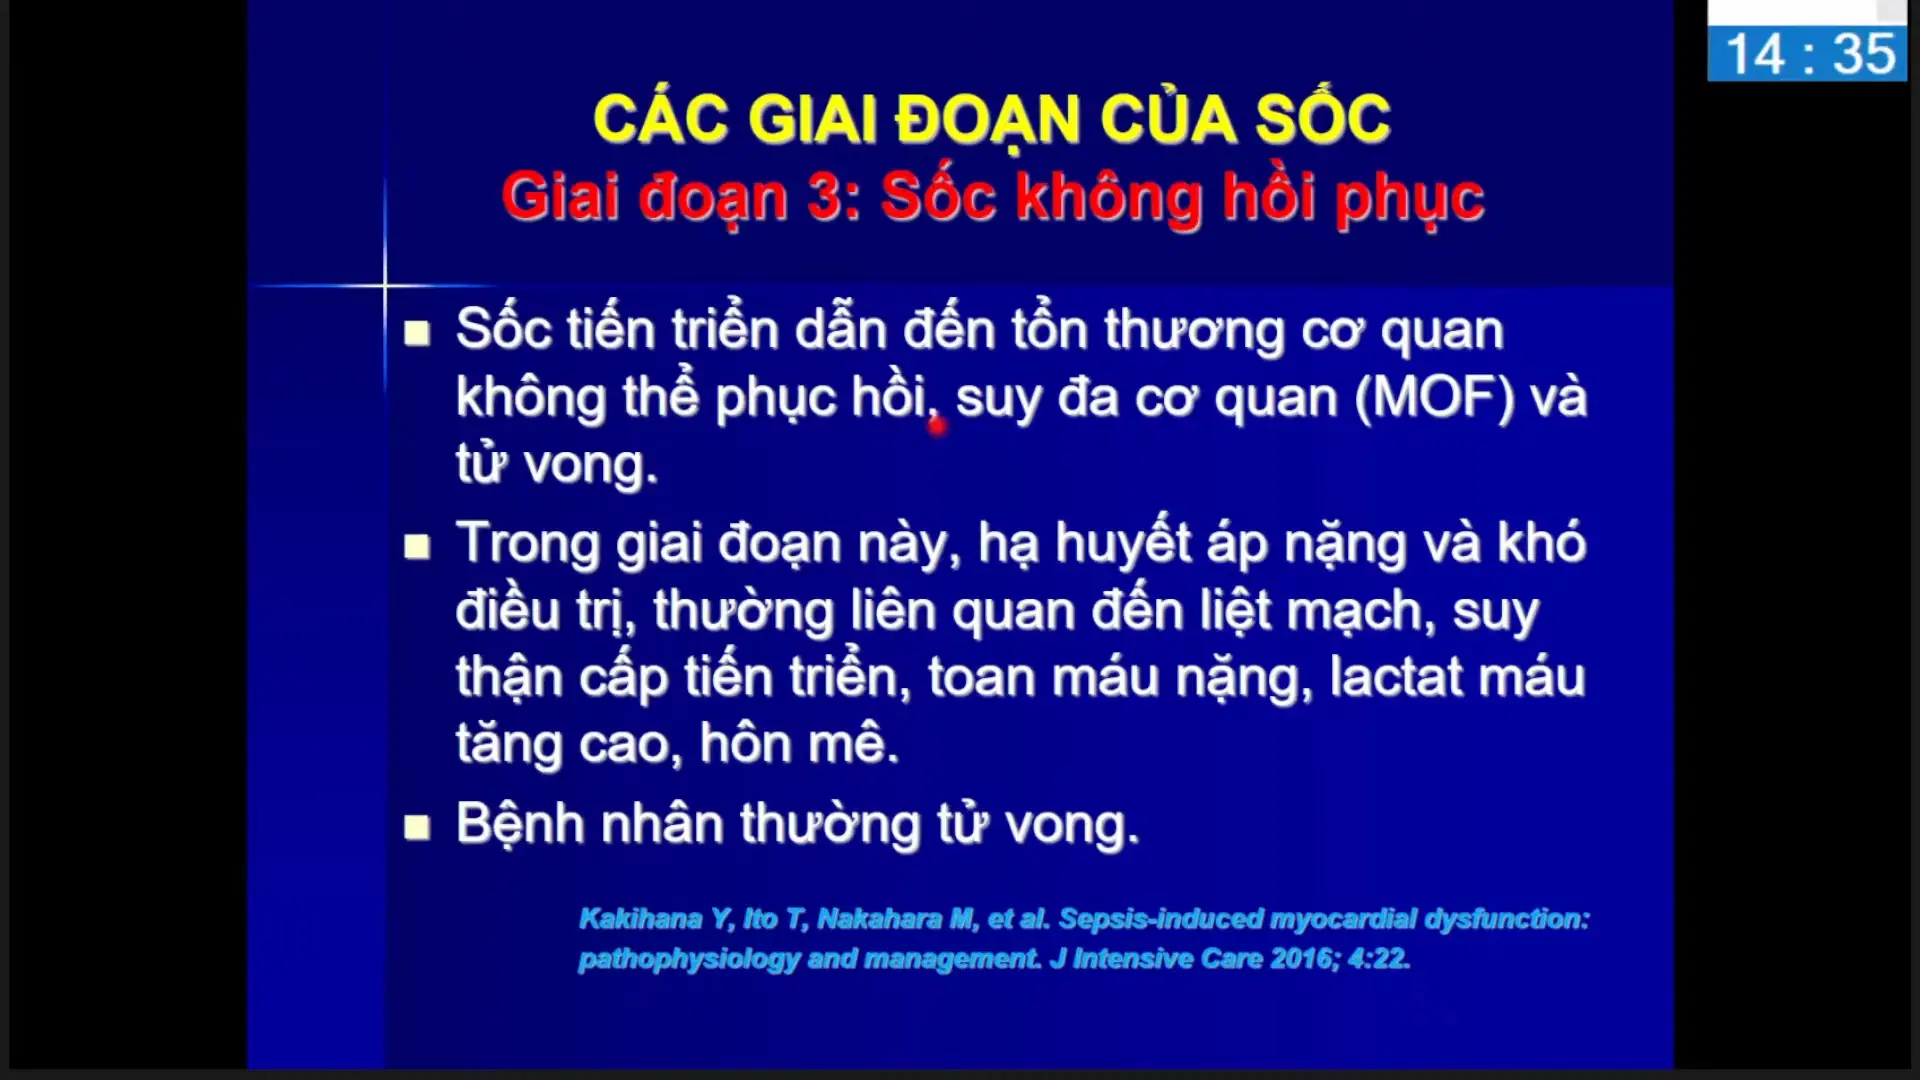 14 : 35
CÁC GIAI ĐOẠN CỦA SỐC
Giai đoạn 3: Sốc không hồi phục
Sốc tiến triển dẫn đến tổn thương cơ quan
không thể phục hồi, suy đa cơ quan (MOF) và
tử vong.
Trong giai đoạn này, hạ huyết áp nặng và khó
điều trị, thường liên quan đến liệt mạch, suy
thận cấp tiến triển, toan máu nặng, lactat máu
tăng cao, hôn mê.
Bệnh nhân thường tử vong.
Kakihana Y, Ito T, Nakahara M, et al. Sepsis-induced myocardial dysfunction:
pathophysiology and management. J Intensive Care 2016; 4:22.